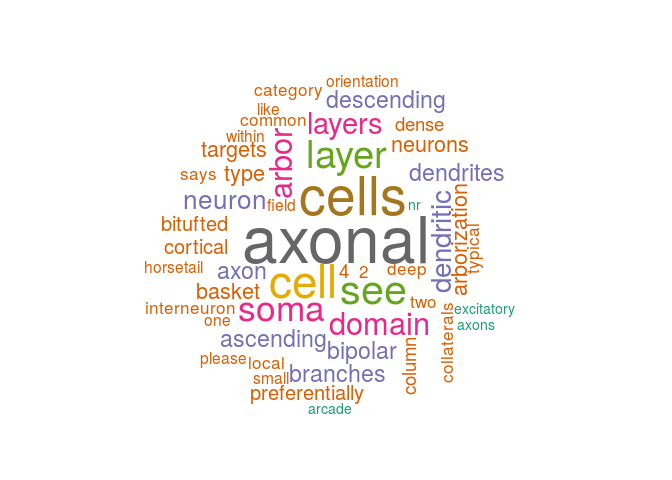 orientation
category
descending
like
common
layers
dense
within
targets
arbor
layer
neurons
says
type
dendrites
neuron
field
cells
nr
dendritic
arborization
typical
bitufted
cortical
axonal
horsetail
axon
cell
4
2
deep
basket
see
two
interneuron
soma
domain
collaterals
excitatory
one
axons
ascending
bipolar
column
please
local
branches
small
preferentially
arcade